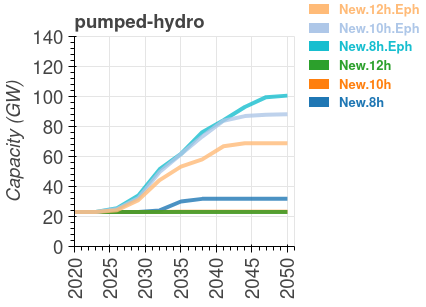 pumped-hydro
New.12h.Eph
New.10h.Eph
New.8h.Eph
New.12h
New.10h
New.8h
Capacity (GW)
140
120
100
80
60
40
20
0
2020
2025
2030
2035
2040
2045
2050